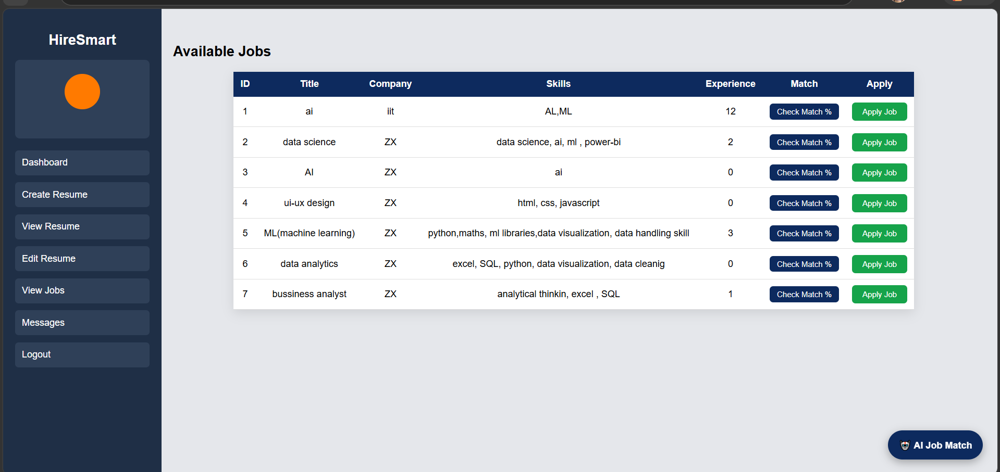 HireSmart
Dashboard
Create Resume
View Resume
Edit Resume
View Jobs
Messages
Logout
Available Jobs
ID Title Company Skills Experience Match Apply
1 ai iit AL,ML 12 Check Match % Apply Job
2 data science ZX data science, ai, ml , power-bi 2 Check Match % Apply Job
3 AI ZX ai 0 Check Match % Apply Job
4 ui-ux design ZX html, css, javascript 0 Check Match % Apply Job
5 ML(machine learning) ZX python,maths, ml libraries,data visualization, data handling skill 3 Check Match % Apply Job
6 data analytics ZX excel, SQL, python, data visualization, data cleanig 0 Check Match % Apply Job
7 bussiness analyst ZX analytical thinkin, excel , SQL 1 Check Match % Apply Job
AI Job Match